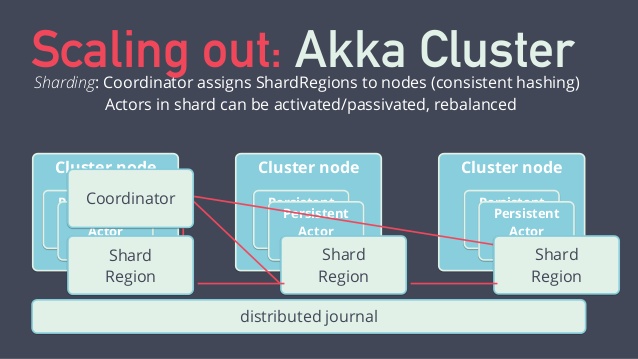 Scaling out: Akka Cluster
Sharding: Coordinator assigns ShardRegions to nodes (consistent hashing)
Actors in shard can be activated/passivated, rebalanced
Cluster node
Coordinator
Actor
Shard
Region
Cluster node
Persistent
Persistent
Actor
Shard
Region
Cluster node
Persistent
Persistent
Actor
Shard
Region
distributed journal